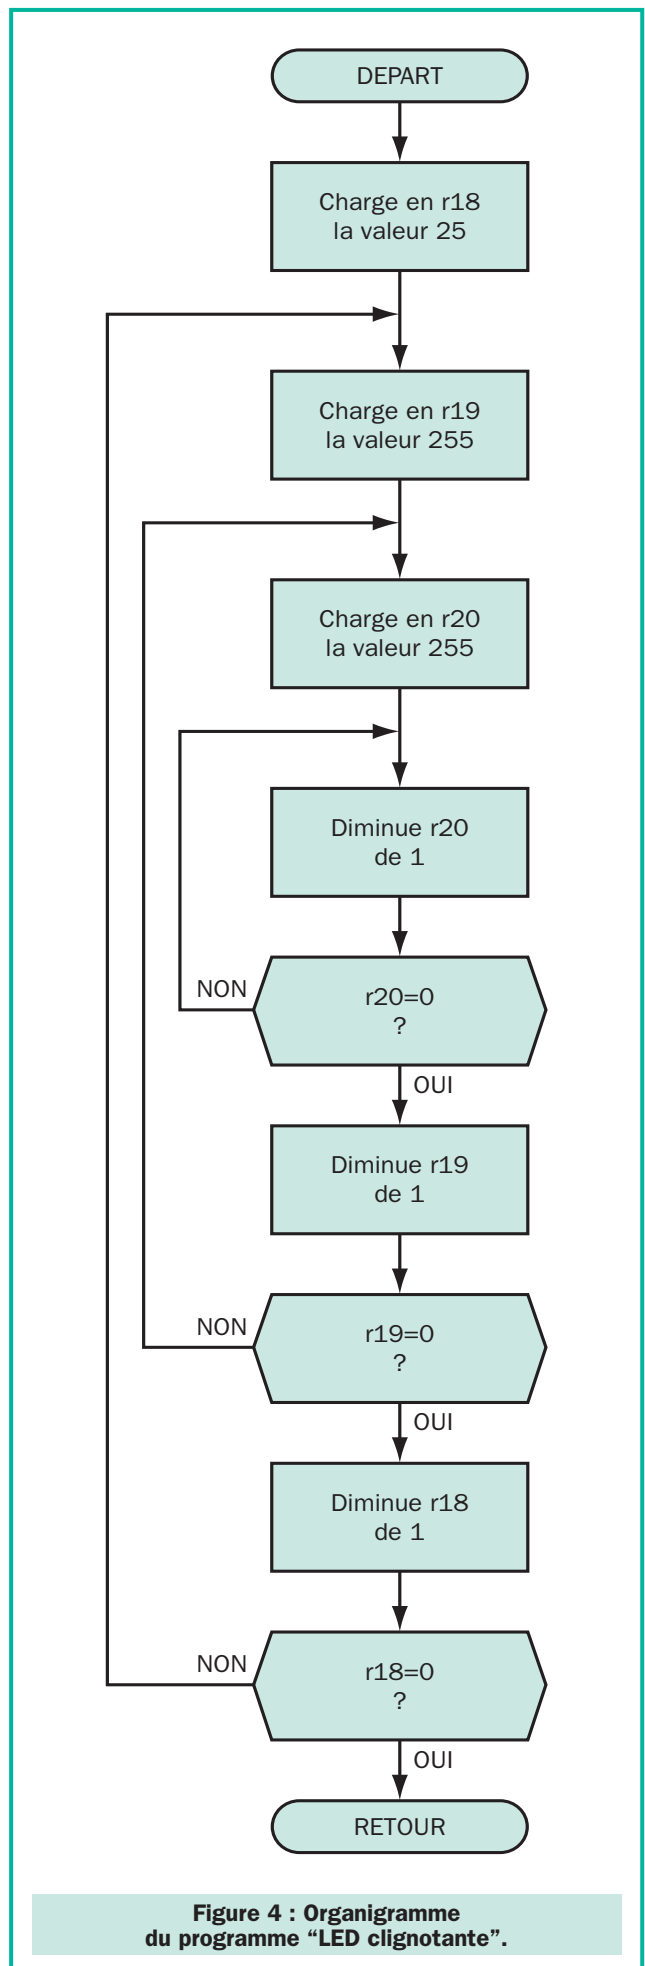 DEPART
Charge en r18
la valeur 25
Charge en r19
la valeur 255
Charge en r20
la valeur 255
Diminue r20
de 1
NON
r20=0
?
OUI
Diminue r19
de 1
NON
r19=0
?
OUI
Diminue r18
de 1
NON
r18=0
?
OUI
RETOUR
Figure 4 : Organigramme
du programme “LED clignotante”.